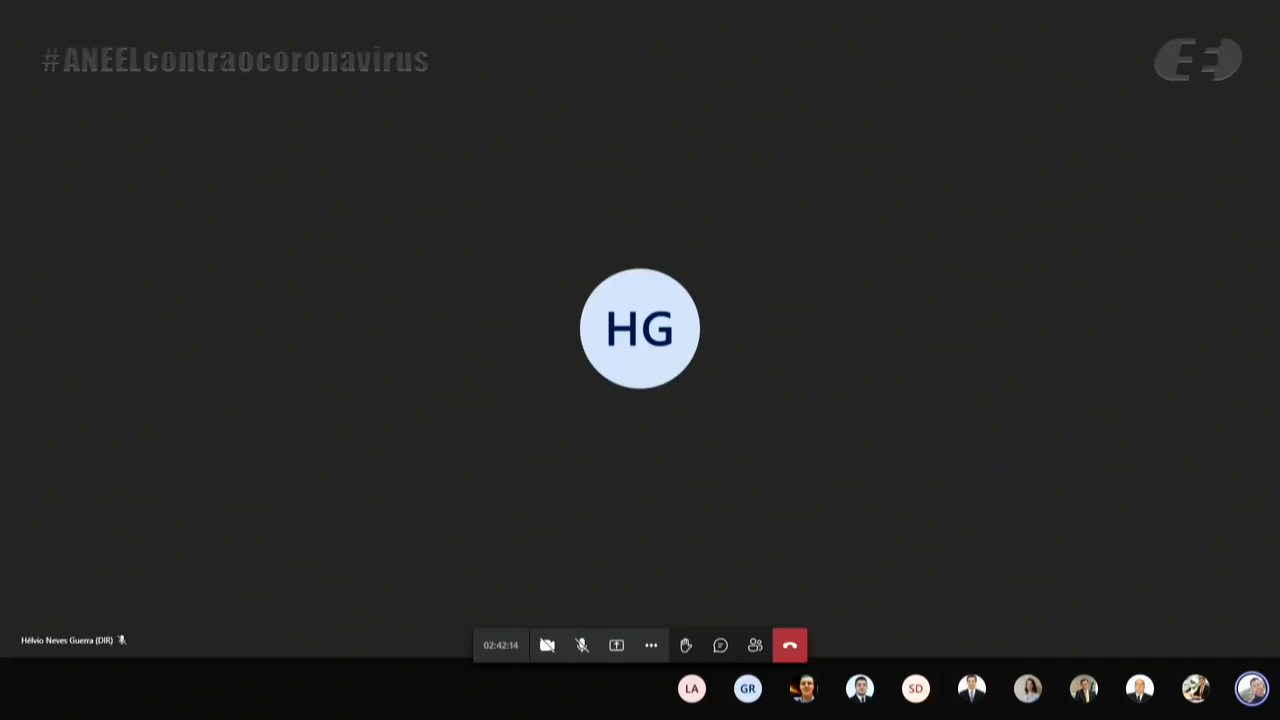 #ANEELcontraocoronavirus
HG
Hélvio Neves Guerra (DIR)
02:42:14
LA
GR
SD